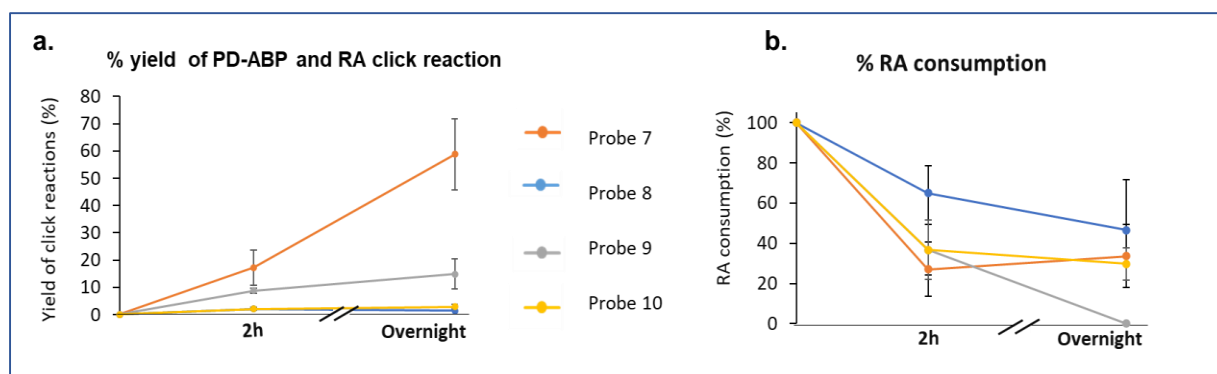 a.
% yield of PD-ABP and RA click reaction
Yield of click reactions (%)
80
70
60
50
40
30
20
10
0
2h
Overnight
Probe 7
Probe 8
Probe 9
Probe 10
b.
% RA consumption
RA consumption (%)
100
80
60
40
20
0
2h
Overnight